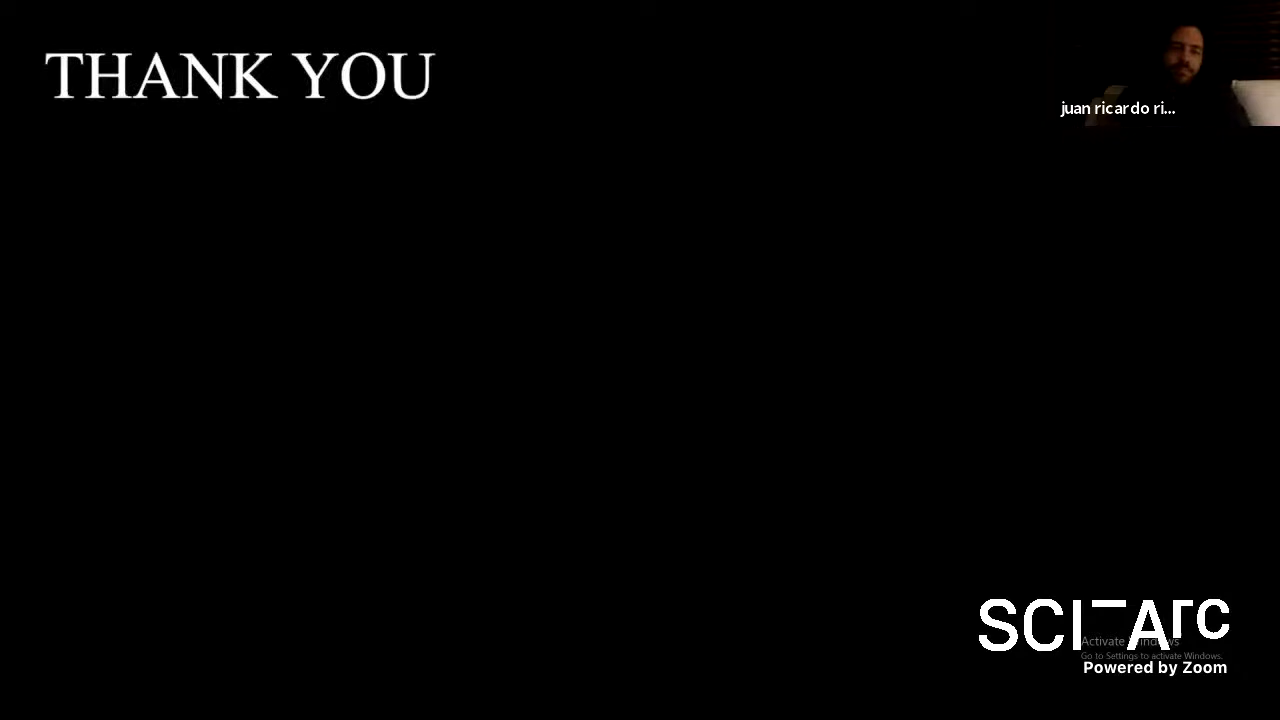 THANK YOU
juan ricardo ri...
SCI-Arc
Activate Windows
Go to Settings to activate Windows.
Powered by Zoom